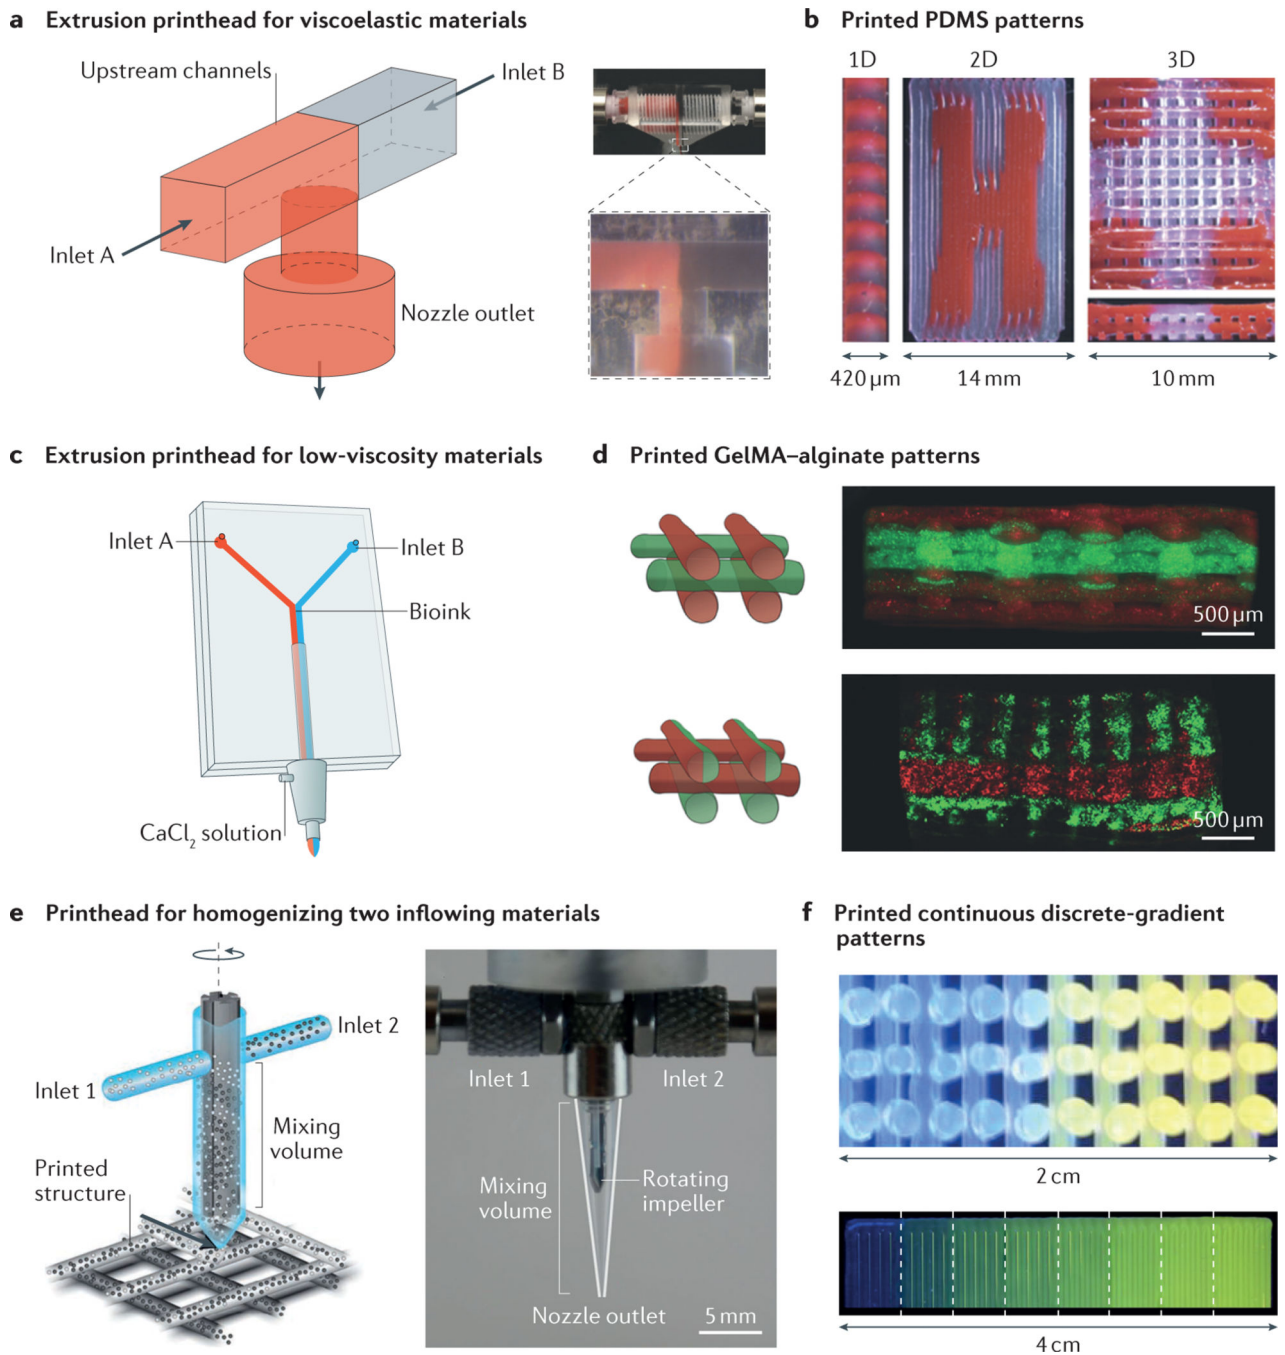 a Extrusion printhead for viscoelastic materials
Upstream channels
Inlet B
Inlet A
Nozzle outlet
b Printed PDMS patterns
1D
2D
3D
420 µm
14 mm
10 mm
c Extrusion printhead for low-viscosity materials
Inlet A
Inlet B
Bioink
CaCl₂ solution
d Printed GelMA–alginate patterns
500 µm
500 µm
e Printhead for homogenizing two inflowing materials
Inlet 2
Inlet 1
Mixing
volume
Printed
structure
Inlet 1
Inlet 2
Mixing
volume
Rotating
impeller
Nozzle outlet
5 mm
f Printed continuous discrete-gradient
patterns
2 cm
4 cm